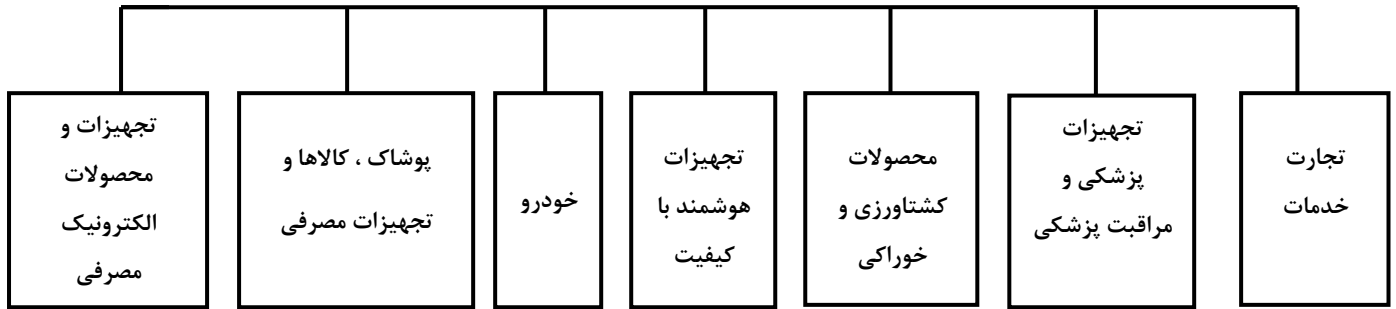 تجارت
خدمات
تجهیزات
پزشکی و
مراقبت پزشکی
محصولات
کشتاورزی و
خوراکی
تجهیزات
هوشمند با
کیفیت
خودرو
پوشاک ، کالاها و
تجهیزات مصرفی
تجهیزات و
محصولات
الکترونیک
مصرفی